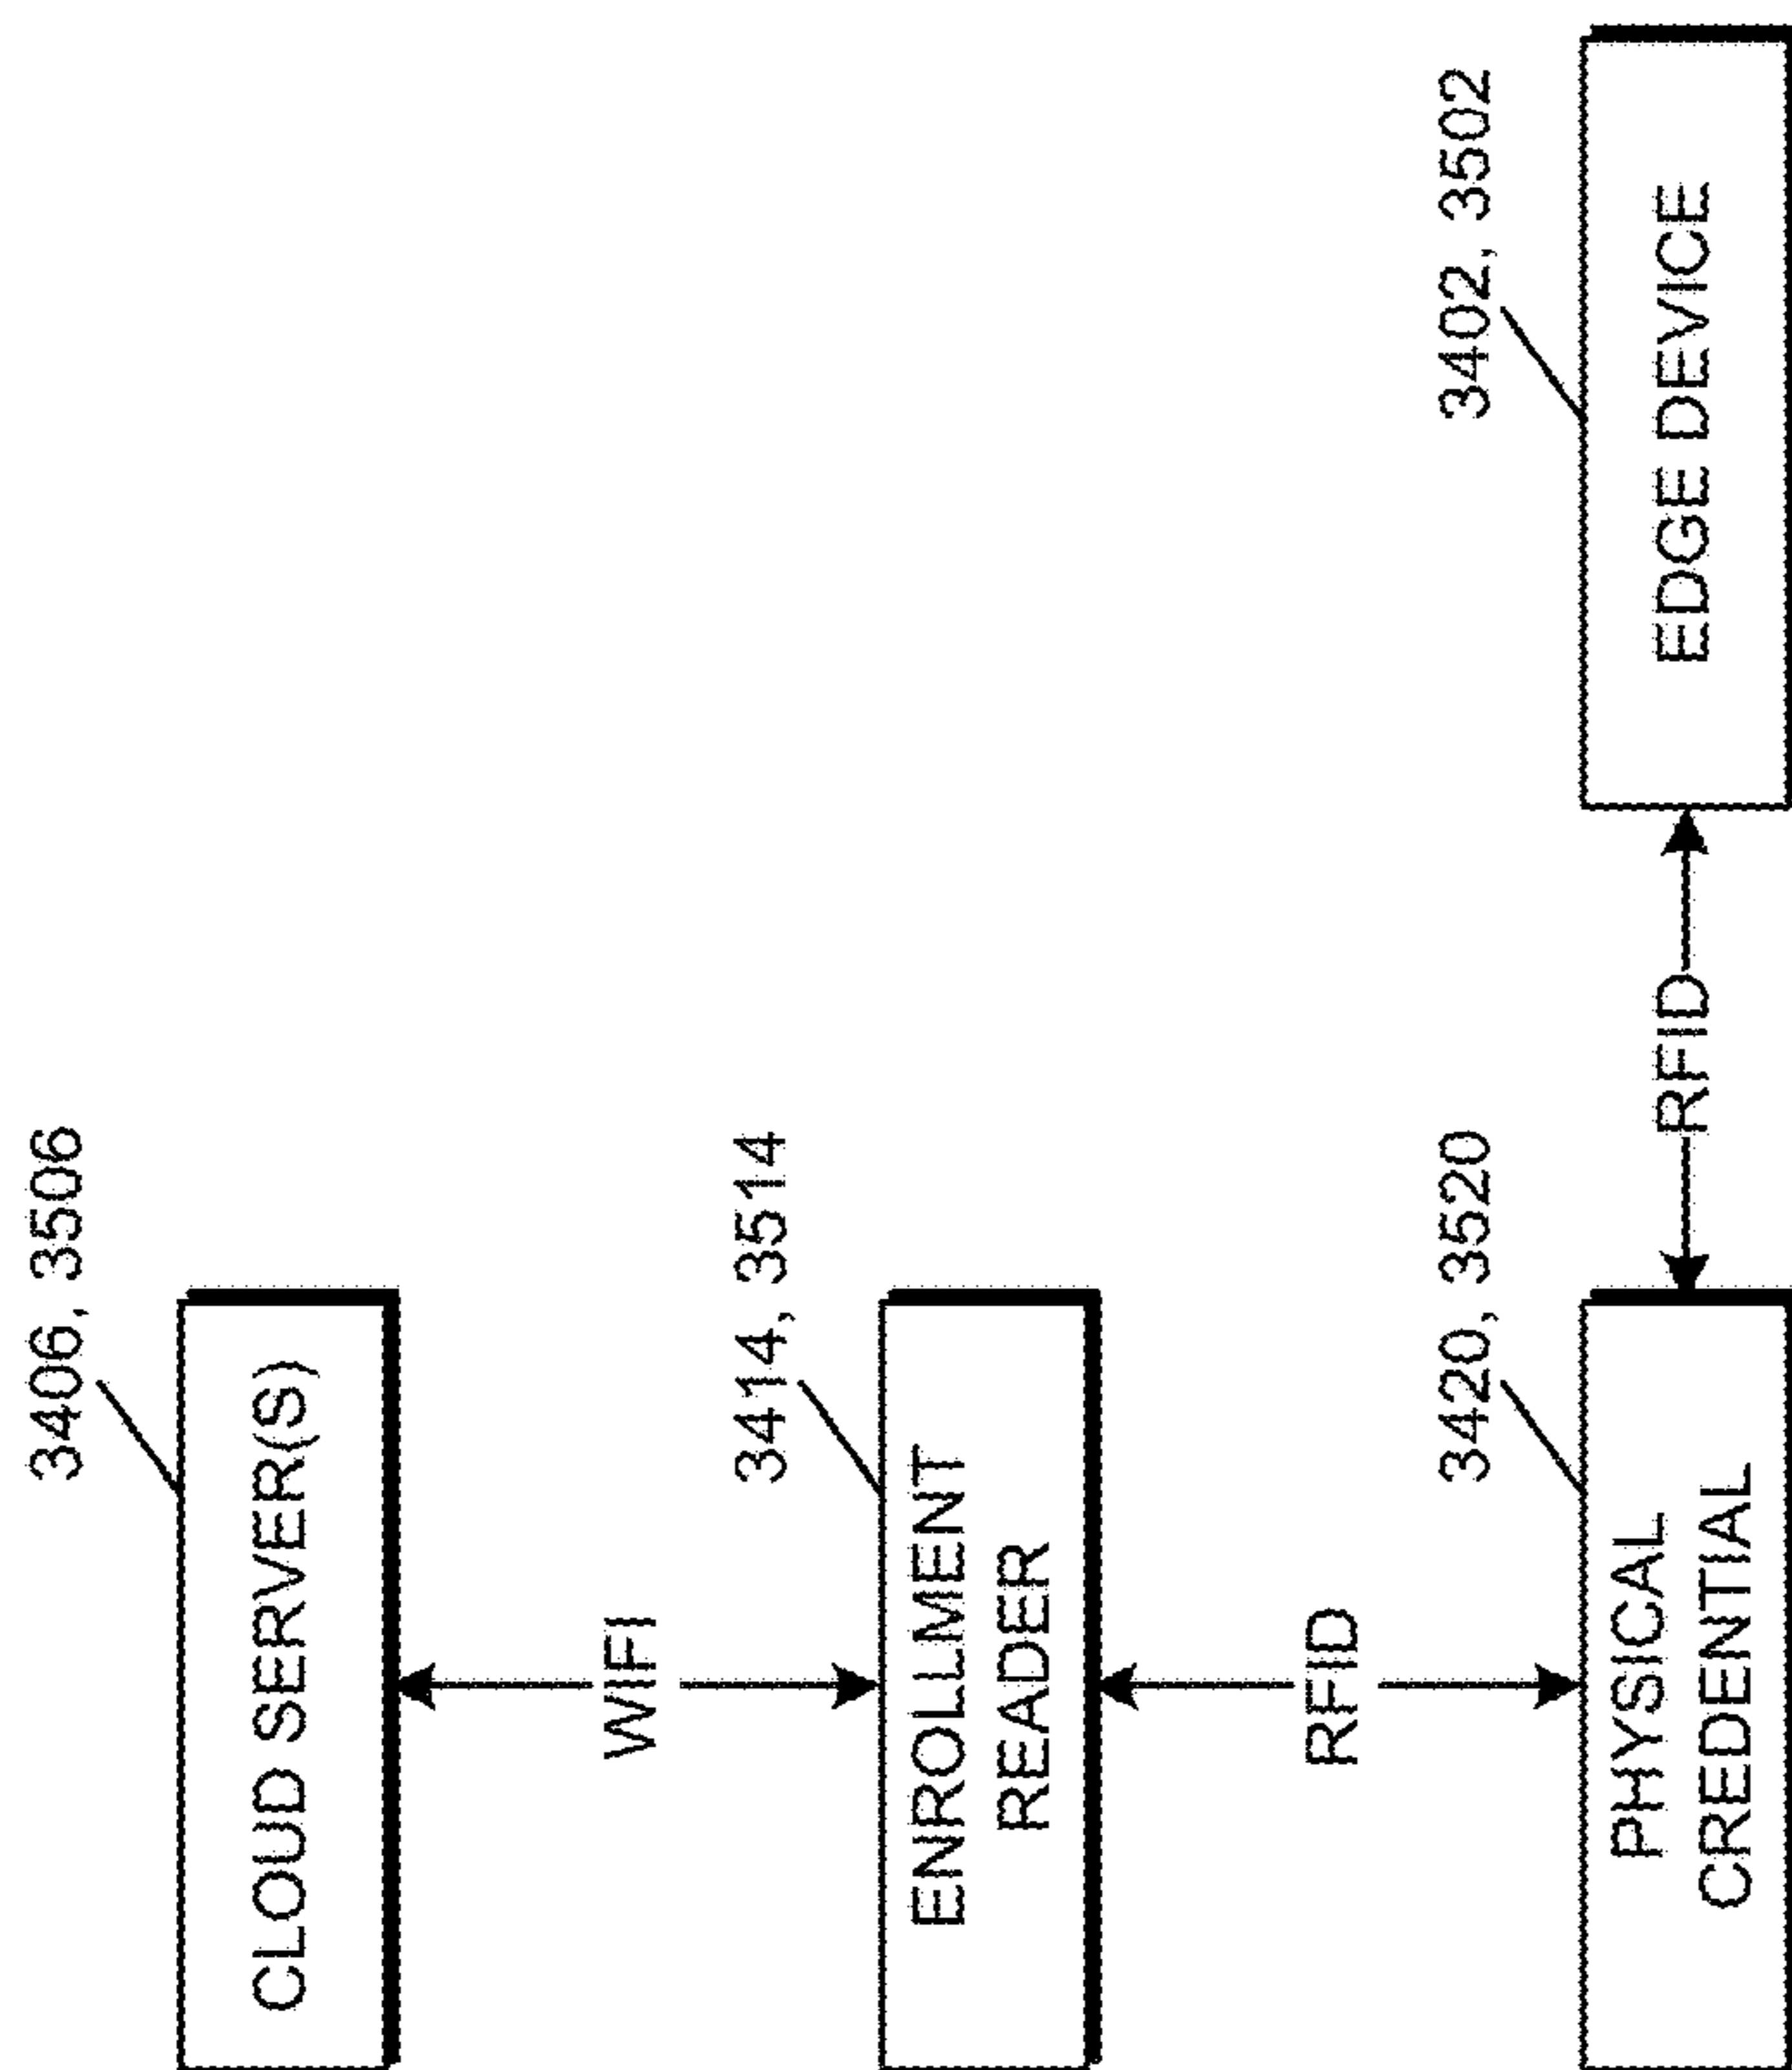 3406, 3506
CLOUD SERVER(S)
WIFI
3414, 3514
ENROLLMENT
READER
RFID
3420, 3520
PHYSICAL
CREDENTIAL
RFID
3402, 3502
EDGE DEVICE